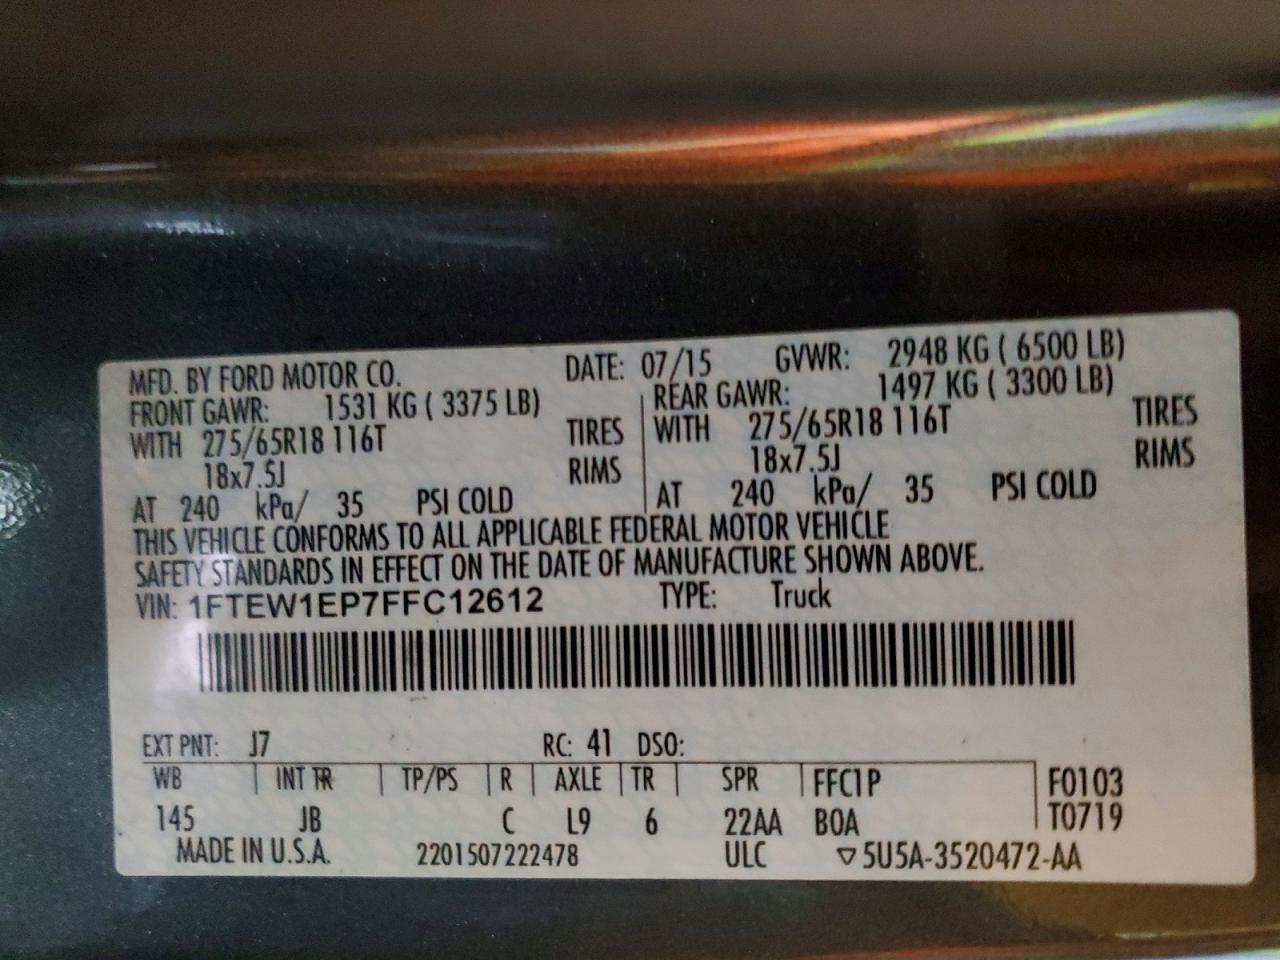 MFD. BY FORD MOTOR CO. DATE: 07/15 GVWR: 2948 KG ( 6500 LB)
FRONT GAWR: 1531 KG ( 3375 LB) REAR GAWR: 1497 KG ( 3300 LB)
WITH 275/65R18 116T TIRES WITH 275/65R18 116T TIRES
18x7.5J RIMS 18x7.5J RIMS
AT 240 kPa/ 35 PSI COLD AT 240 kPa/ 35 PSI COLD
THIS VEHICLE CONFORMS TO ALL APPLICABLE FEDERAL MOTOR VEHICLE
SAFETY STANDARDS IN EFFECT ON THE DATE OF MANUFACTURE SHOWN ABOVE.
VIN: 1FTEW1EP7FFC12612 TYPE: Truck
EXT PNT: J7 RC: 41 DSO:
WB INT TR TP/PS R AXLE TR SPR FFC1P F0103
145 JB C L9 6 22AA BOA T0719
MADE IN U.S.A. 2201507222478 ULC ▽5U5A-3520472-AA